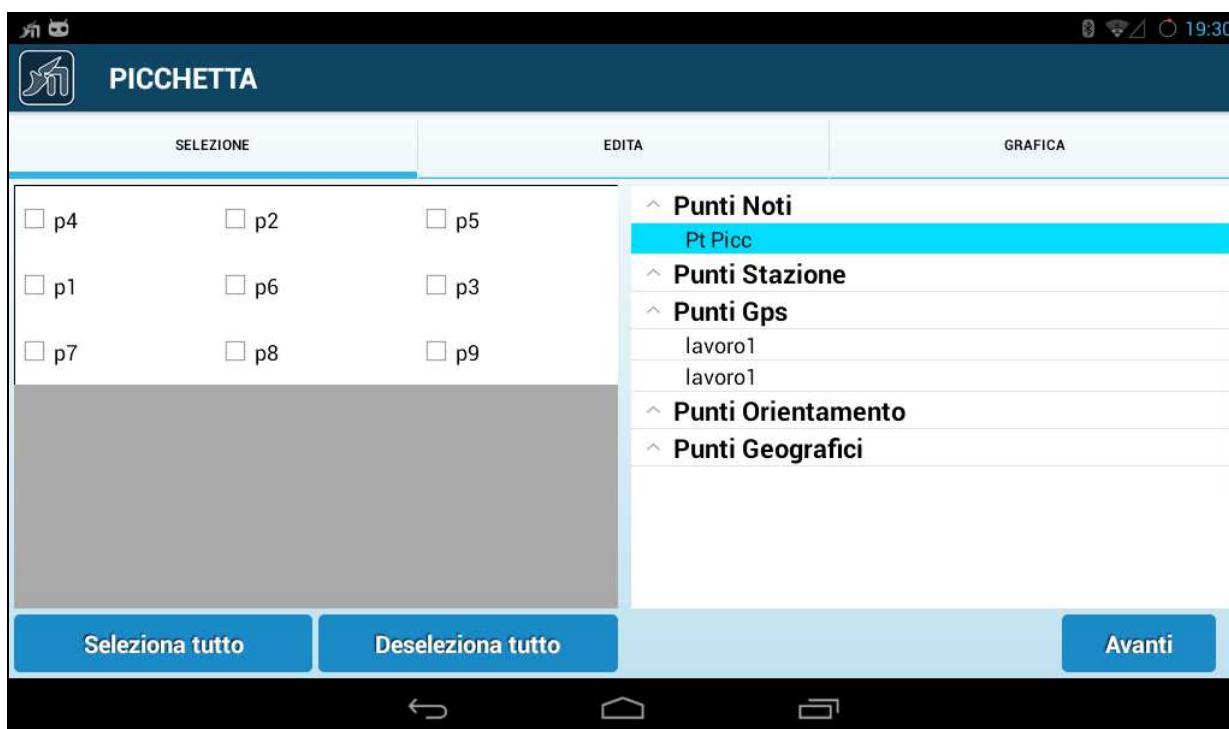 19:30
PICCHETTA
SELEZIONE EDITA GRAFICA
p4 p2 p5
p1 p6 p3
p7 p8 p9
Punti Noti
Pt Picc
Punti Stazione
Punti Gps
lavoro1
lavoro1
Punti Orientamento
Punti Geografici
Seleziona tutto Deseleziona tutto Avanti